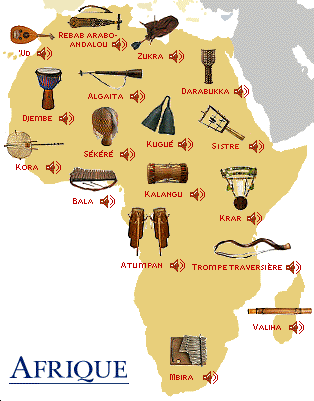 'Ud
Rebab arabo-
andalou
Zukra
Algaita
Darabukka
Djembe
Sékéré
Kugué
Sistre
Kora
Bala
Kalangu
Krar
Atumpan
Trompe traversière
Valiha
Mbira
AFRIQUE